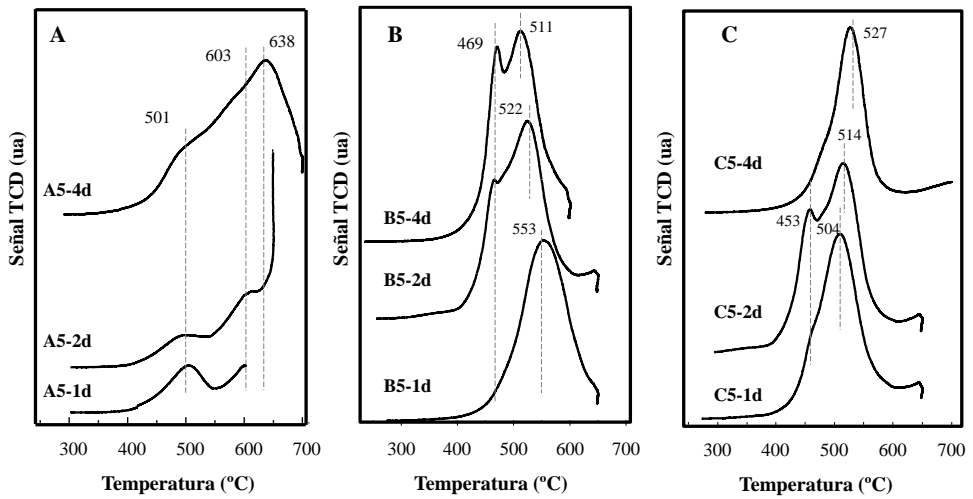 A
638
603
501
A5-4d
A5-2d
A5-1d
Señal TCD (ua)
300 400 500 600 700
Temperatura (ºC)
B
511
469
522
B5-4d
553
B5-2d
B5-1d
Señal TCD (ua)
300 400 500 600 700
Temperatura (ºC)
C
527
514
C5-4d
453
504
C5-2d
C5-1d
Señal TCD (ua)
300 400 500 600 700
Temperatura (ºC)